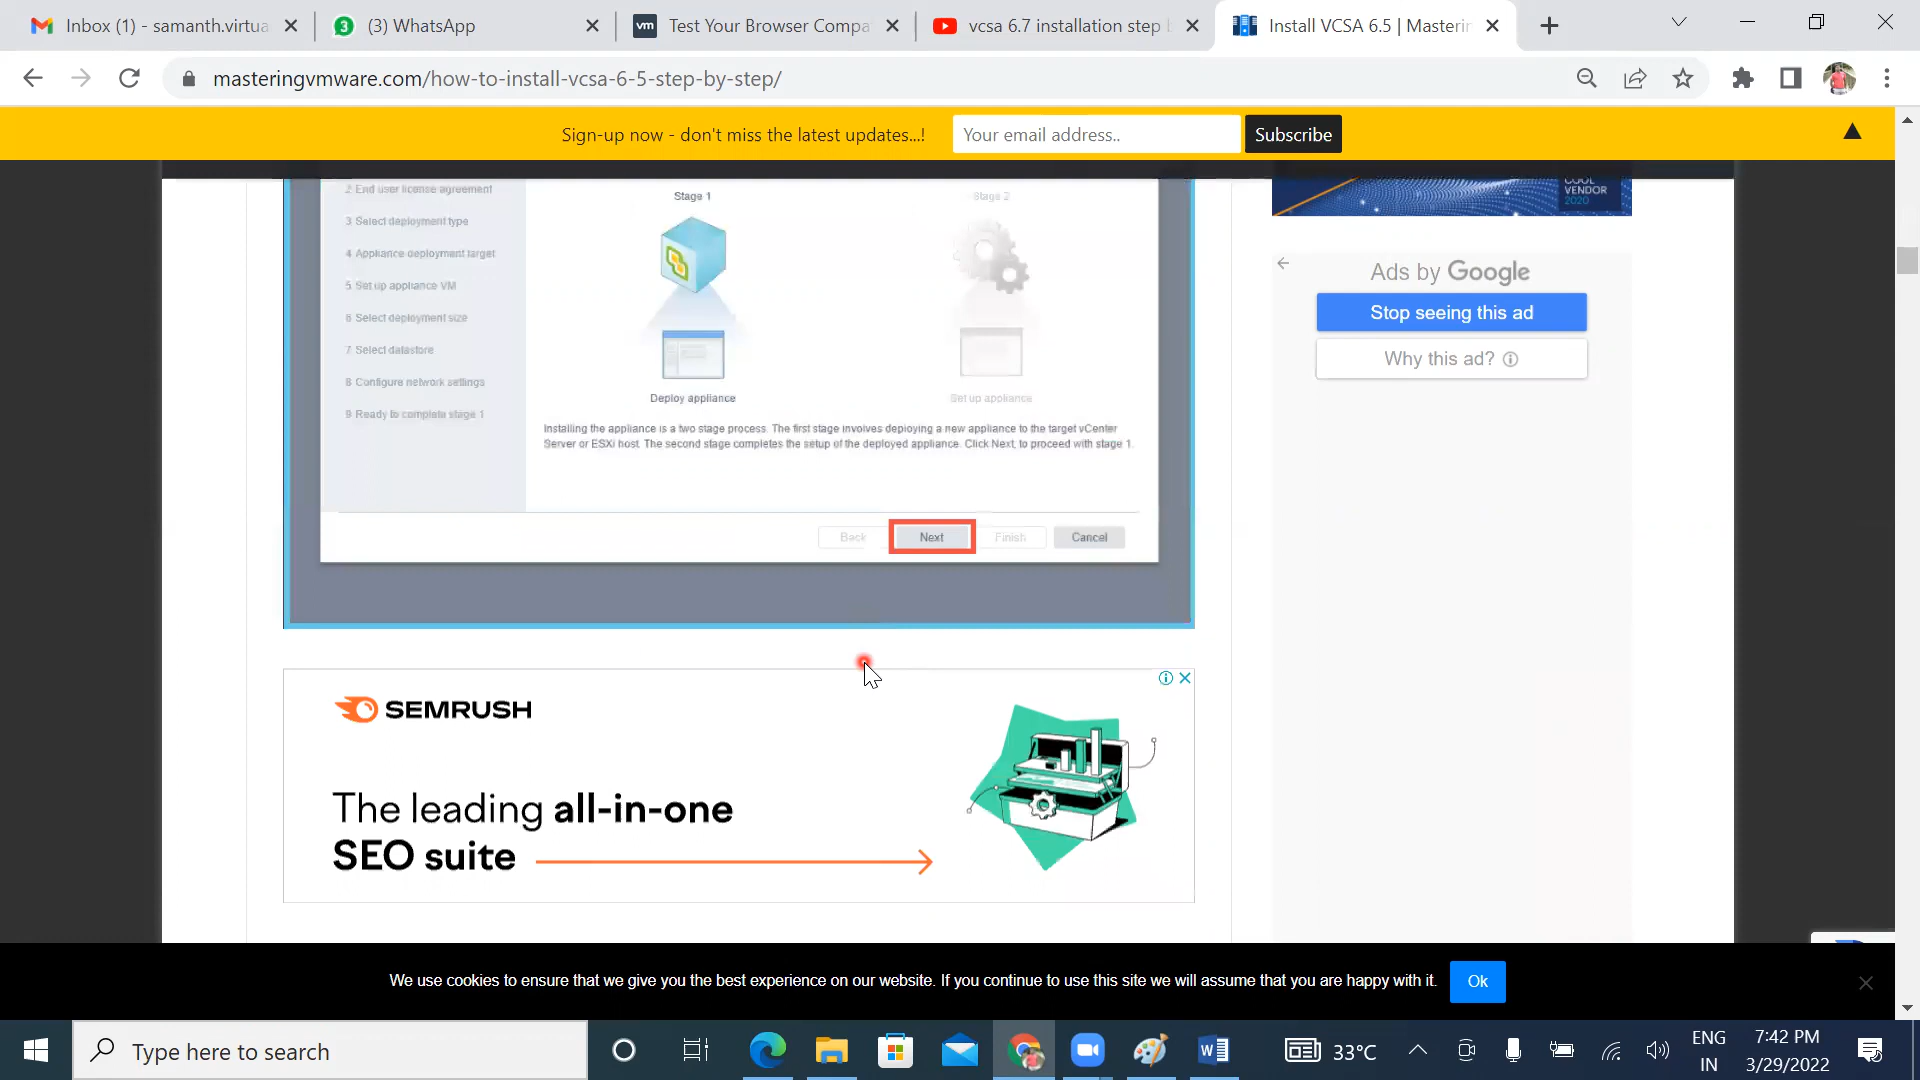 Inbox (1) - samanth.virtua
3 (3) WhatsApp
vm Test Your Browser Compa
vcsa 6.7 installation step b
Install VCSA 6.5 | Masterin
masteringvmware.com/how-to-install-vcsa-6-5-step-by-step/
Sign-up now - don't miss the latest updates...!
Your email address..
Subscribe
2 End user license agreement
3 Select deployment type
4 Appliance deployment target
5 Set up appliance VM
6 Select deployment size
7 Select datastore
8 Configure network settings
9 Ready to complete stage 1
Stage 1
Stage 2
Deploy appliance
Set up appliance
Installing the appliance is a two stage process. The first stage involves deploying a new appliance to the target vCenter
Server or ESXi host. The second stage completes the setup of the deployed appliance. Click Next, to proceed with stage 1.
Back
Next
Finish
Cancel
COOL
VENDOR
2020
Ads by Google
Stop seeing this ad
Why this ad?
SEMRUSH
The leading all-in-one
SEO suite
We use cookies to ensure that we give you the best experience on our website. If you continue to use this site we will assume that you are happy with it.
Ok
Type here to search
33°C
ENG
IN
7:42 PM
3/29/2022